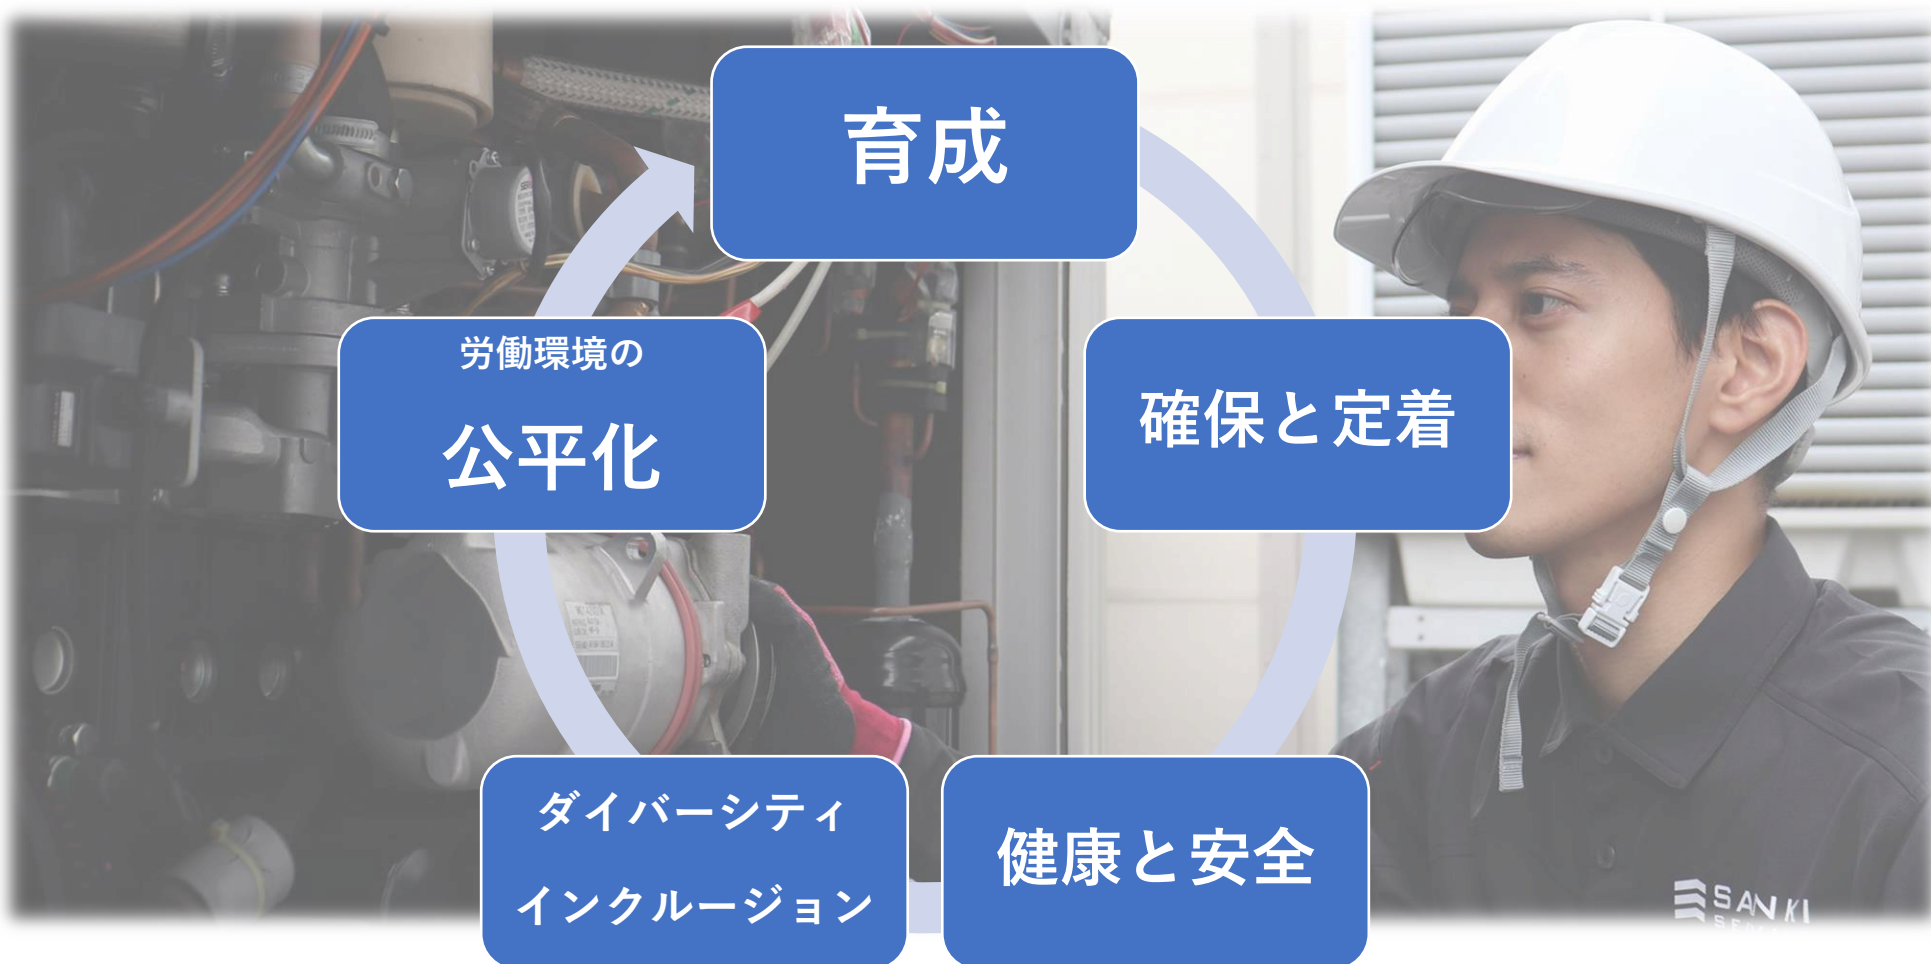 育成
労働環境の
公平化
確保と定着
ダイバーシティ
インクルージョン
健康と安全
SANKI